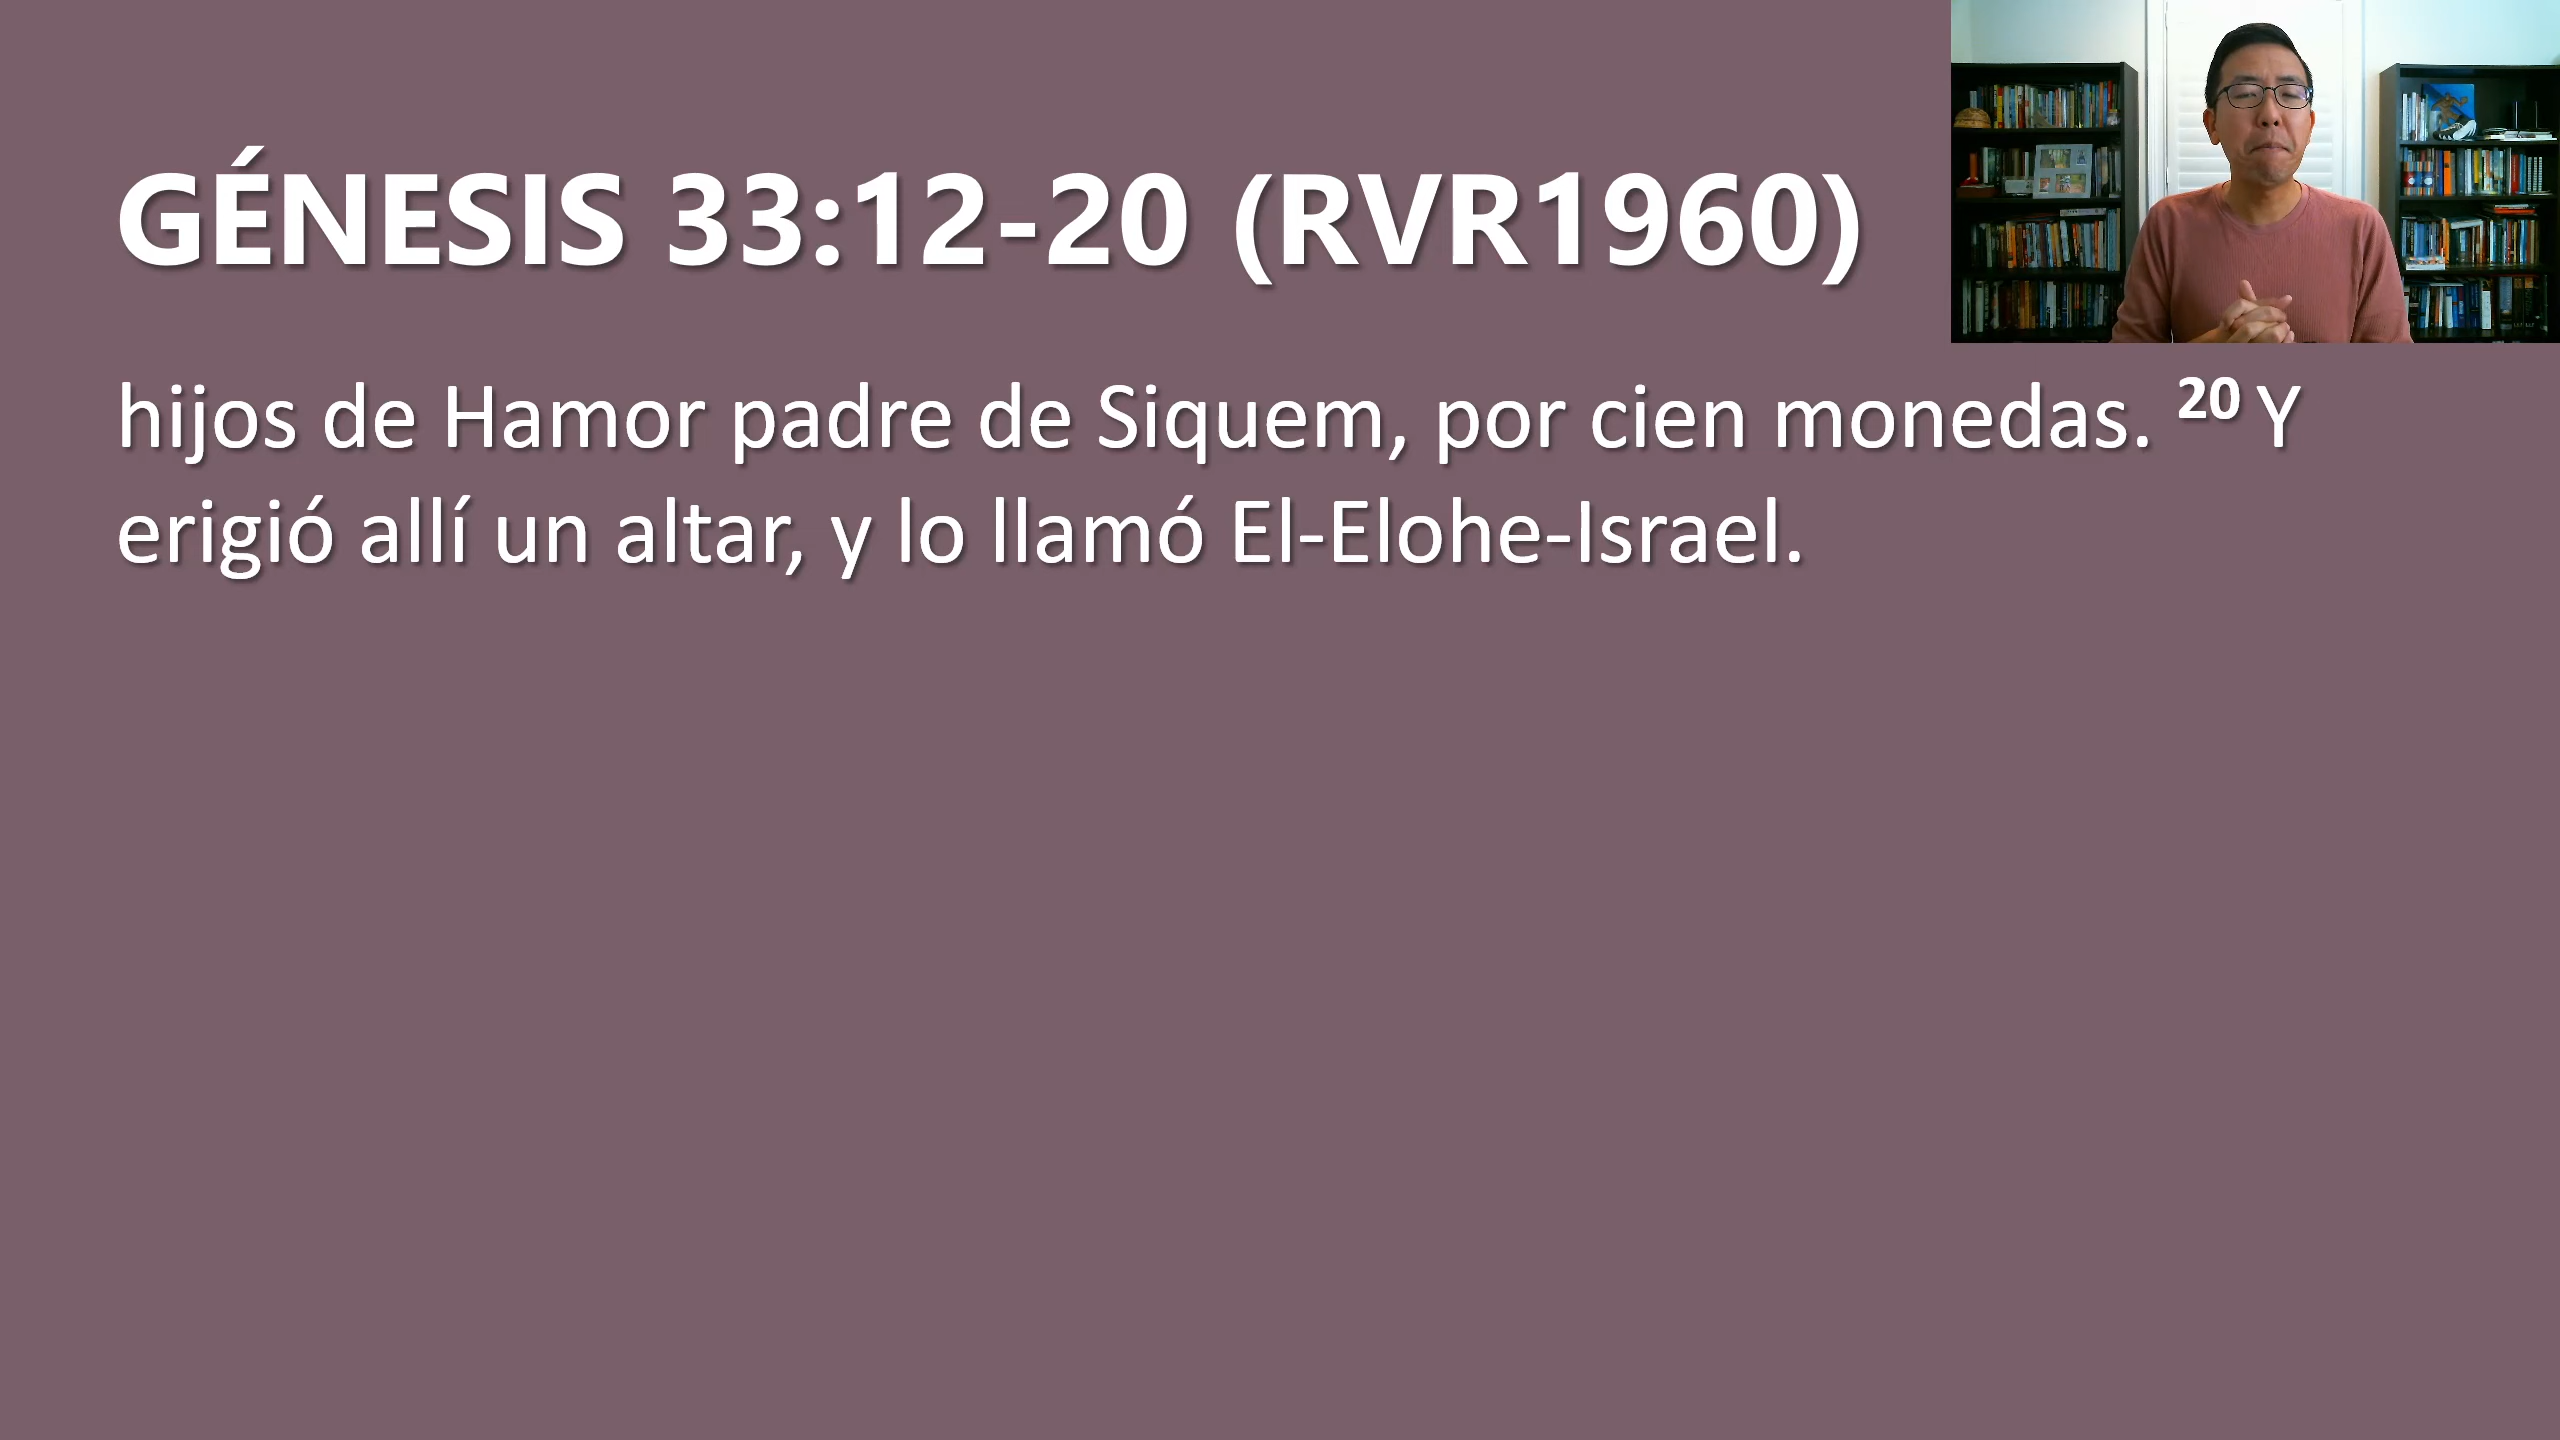 GÉNESIS 33:12-20 (RVR1960)
hijos de Hamor padre de Siquem, por cien monedas. 20 Y
erigió allí un altar, y lo llamó El-Elohe-Israel.